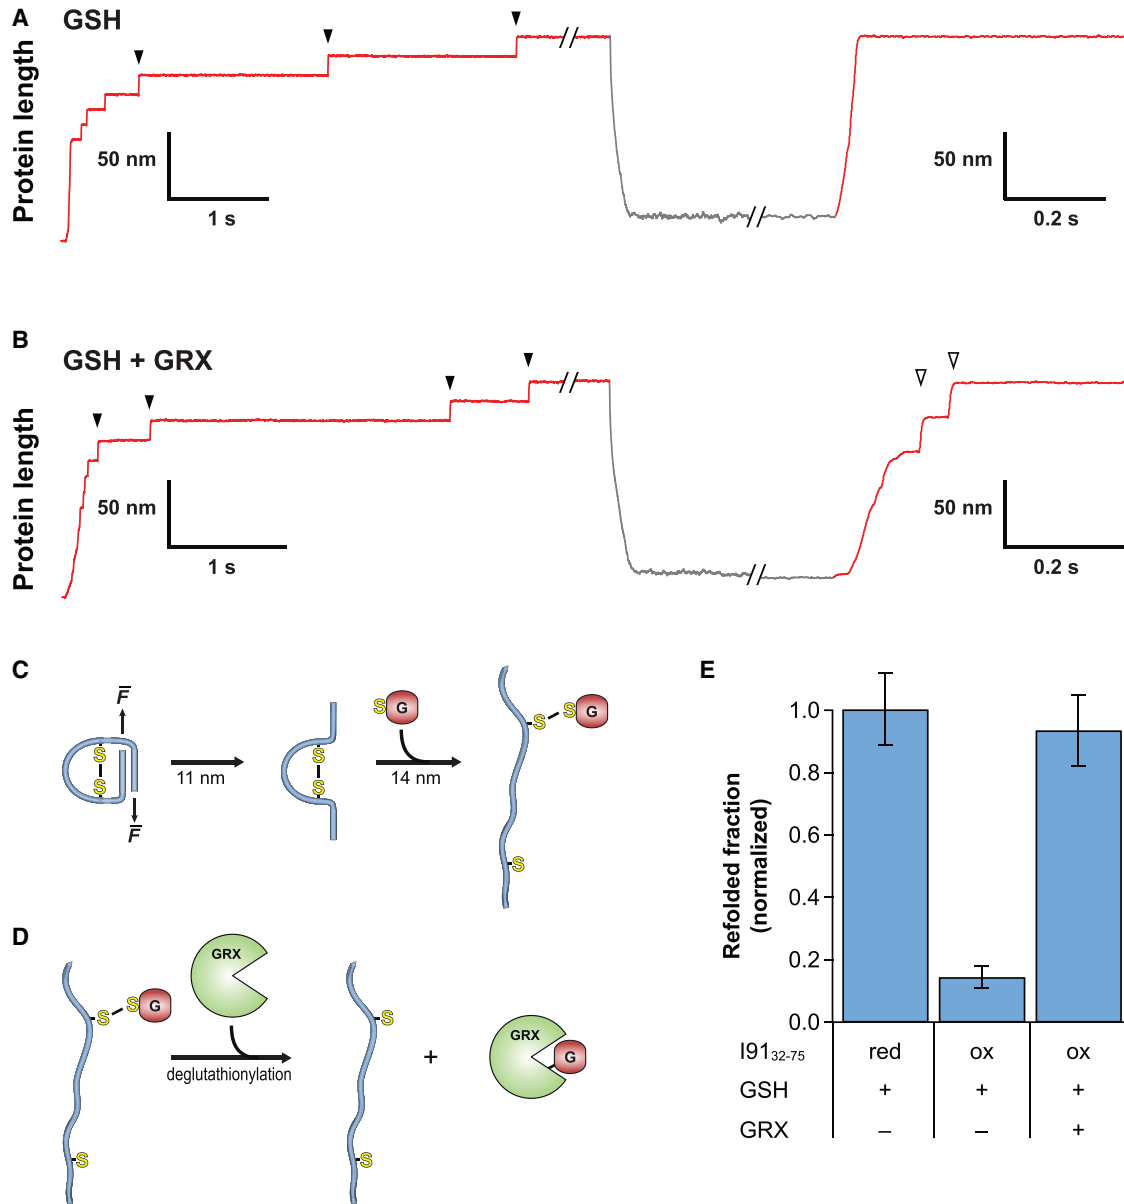 A
GSH
Protein length
50 nm
1 s
50 nm
0.2 s
B
GSH + GRX
Protein length
50 nm
1 s
50 nm
0.2 s
C
F
S
S
F
11 nm
S
S
S
G
14 nm
S
S
G
S
D
S
S
G
S
GRX
deglutathionylation
S
S
+
GRX
G
E
Refolded fraction
(normalized)
1.0
0.8
0.6
0.4
0.2
0.0
I91₃₂₋₇₅ red ox ox
GSH + + +
GRX – – +